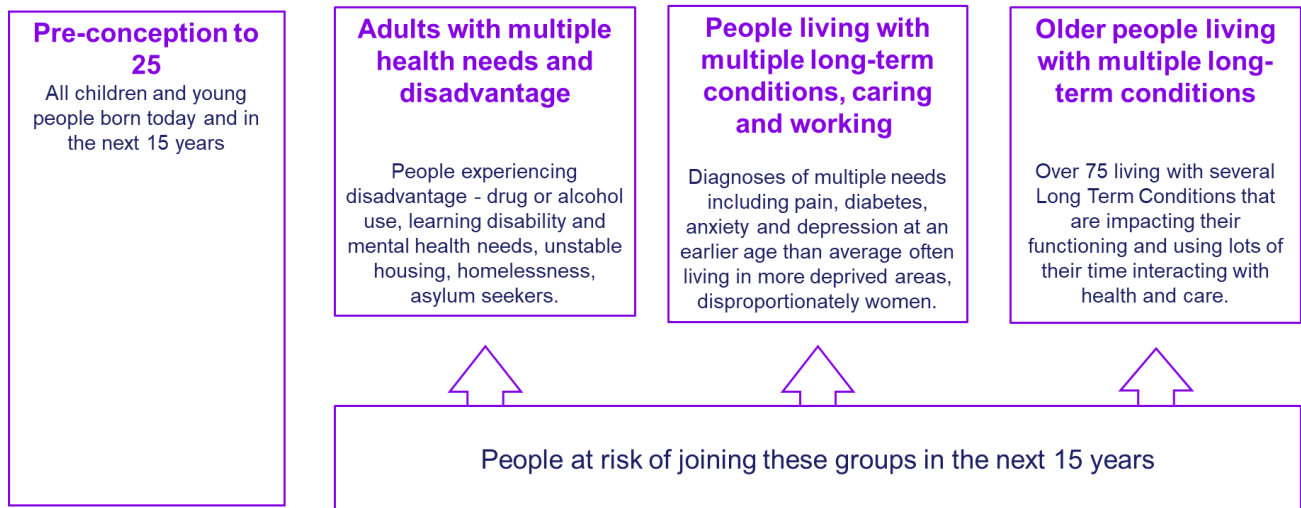 Pre-conception to
25
All children and young
people born today and in
the next 15 years
Adults with multiple
health needs and
disadvantage
People experiencing
disadvantage - drug or alcohol
use, learning disability and
mental health needs, unstable
housing, homelessness,
asylum seekers.
People living with
multiple long-term
conditions, caring
and working
Diagnoses of multiple needs
including pain, diabetes,
anxiety and depression at an
earlier age than average often
living in more deprived areas,
disproportionately women.
Older people living
with multiple long-
term conditions
Over 75 living with several
Long Term Conditions that
are impacting their
functioning and using lots of
their time interacting with
health and care.
People at risk of joining these groups in the next 15 years